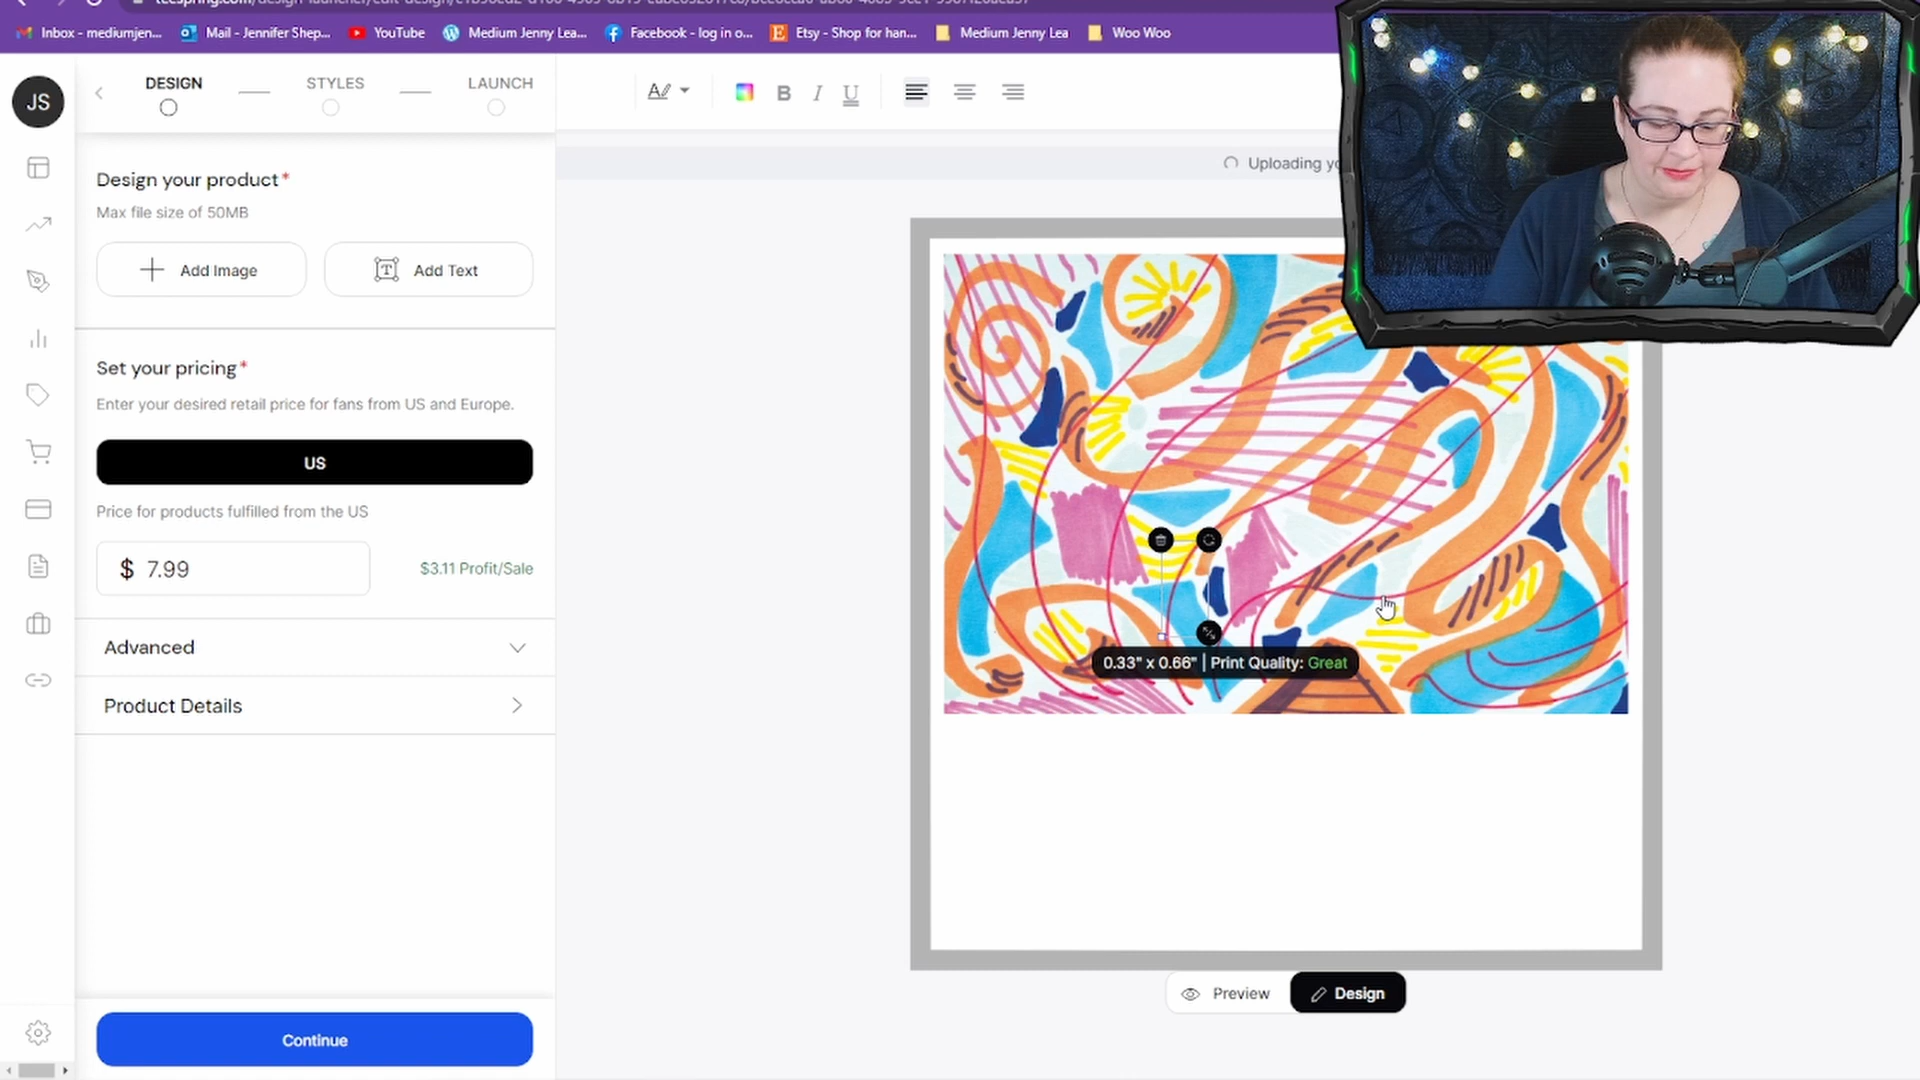 Inbox - mediumjen...
Mail - Jennifer Shep...
YouTube
Medium Jenny Lea...
Facebook - log in o...
Etsy - Shop for han...
Medium Jenny Lea
Woo Woo
JS
DESIGN
STYLES
LAUNCH
Uploading yo
Design your product*
Max file size of 50MB
Add Image
Add Text
Set your pricing*
Enter your desired retail price for fans from US and Europe.
US
Price for products fulfilled from the US
$ 7.99
$3.11 Profit/Sale
Advanced
Product Details
0.33" x 0.66" | Print Quality: Great
Preview
Design
Continue